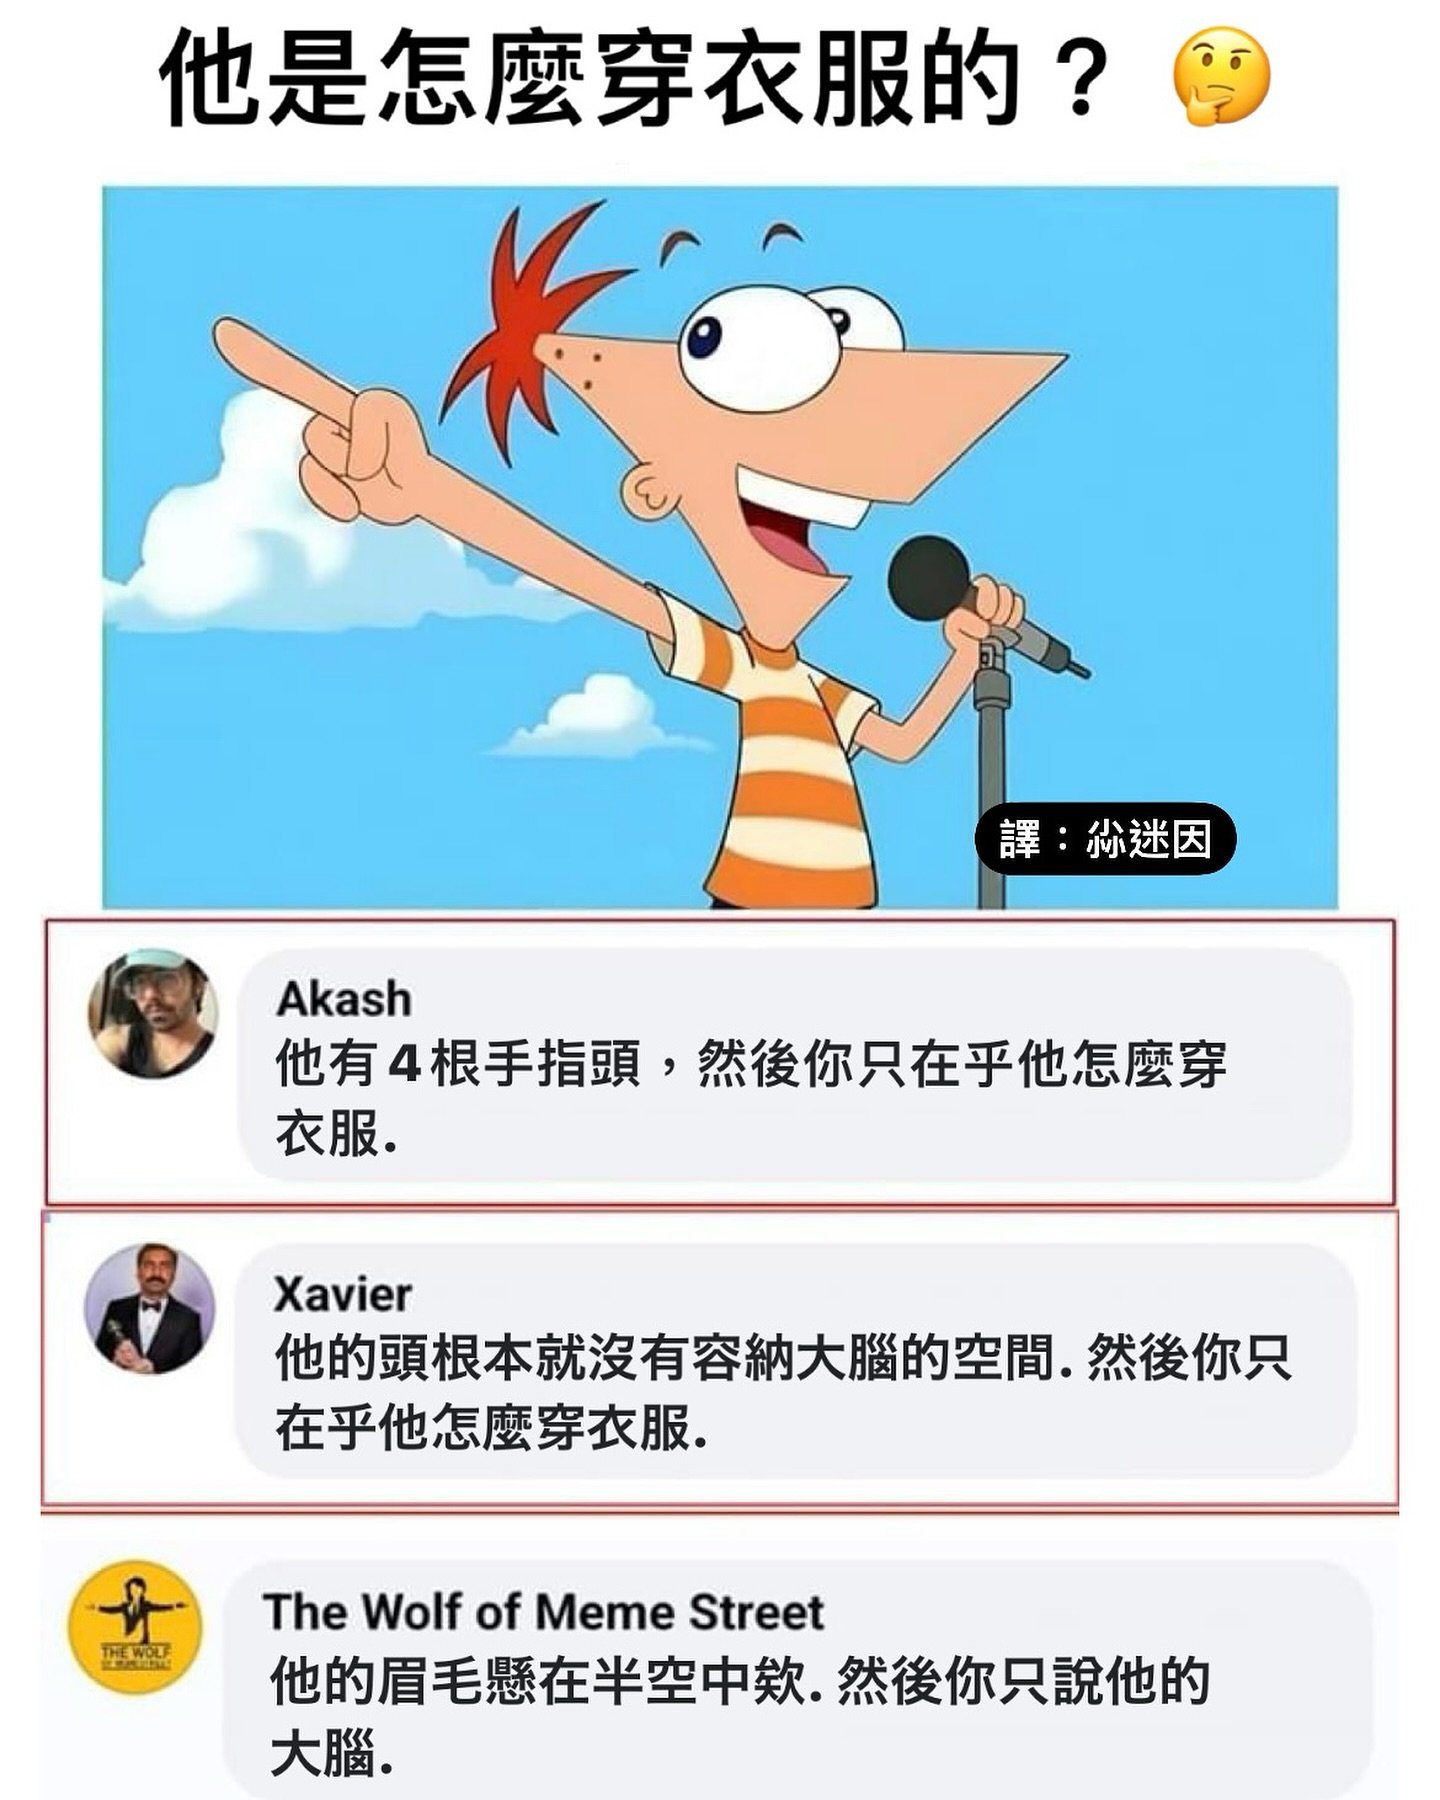 他是怎麼穿衣服的？🤔
譯：尛迷因
Akash
他有4根手指頭，然後你只在乎他怎麼穿
衣服.
Xavier
他的頭根本就沒有容納大腦的空間. 然後你只
在乎他怎麼穿衣服.
THE WOLF
The Wolf of Meme Street
他的眉毛懸在半空中欸. 然後你只說他的
大腦.